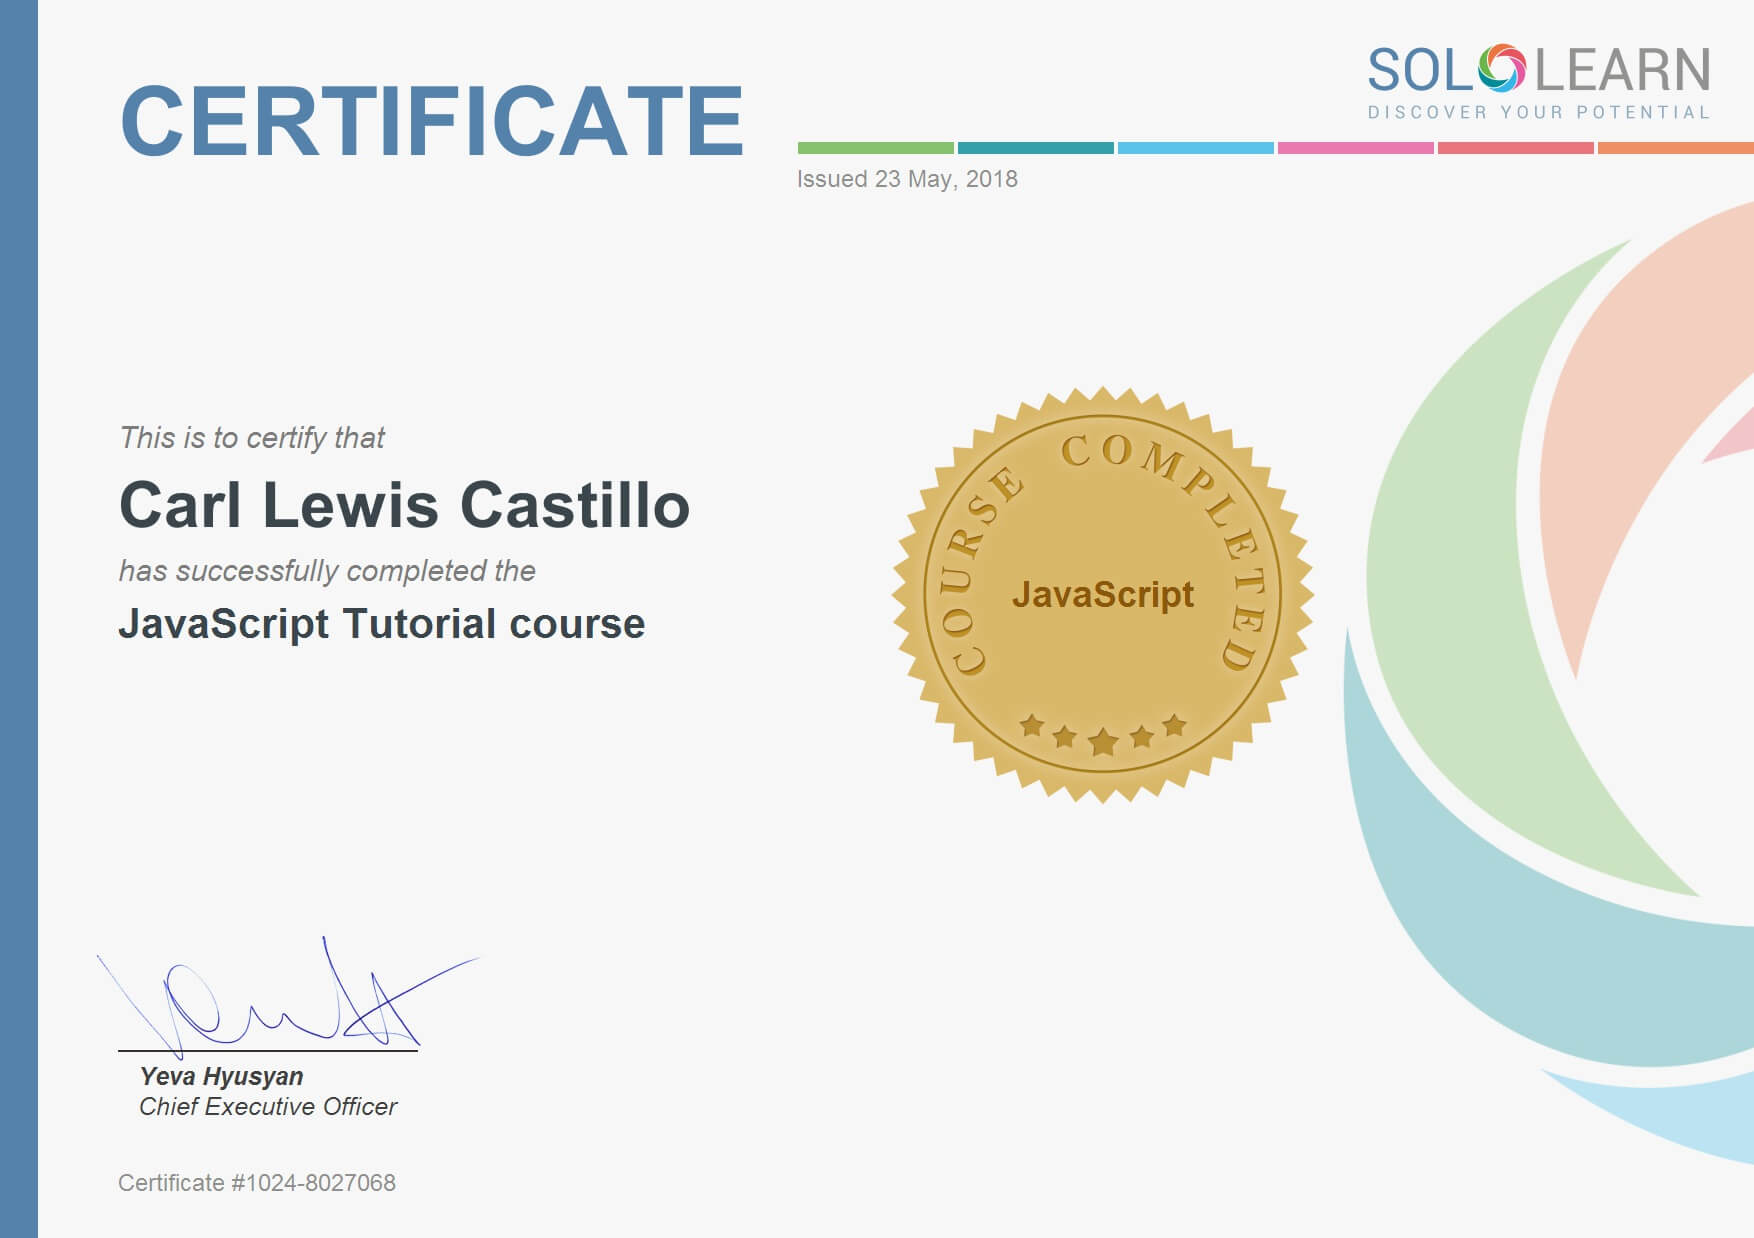 CERTIFICATE
SOLOLEARN
DISCOVER YOUR POTENTIAL
Issued 23 May, 2018
This is to certify that
Carl Lewis Castillo
has successfully completed the
JavaScript Tutorial course
COURSE COMPLETED
JavaScript
Yeva Hyusyan
Chief Executive Officer
Certificate #1024-8027068